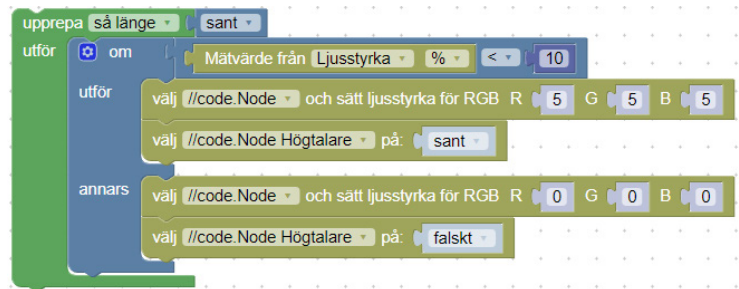 upprepa så länge sant
utför om Mätvärde från Ljusstyrka % < 10
utför välj //code.Node och sätt ljusstyrka för RGB R 5 G 5 B 5
välj //code.Node Högtalare på: sant
annars välj //code.Node och sätt ljusstyrka för RGB R 0 G 0 B 0
välj //code.Node Högtalare på: falskt